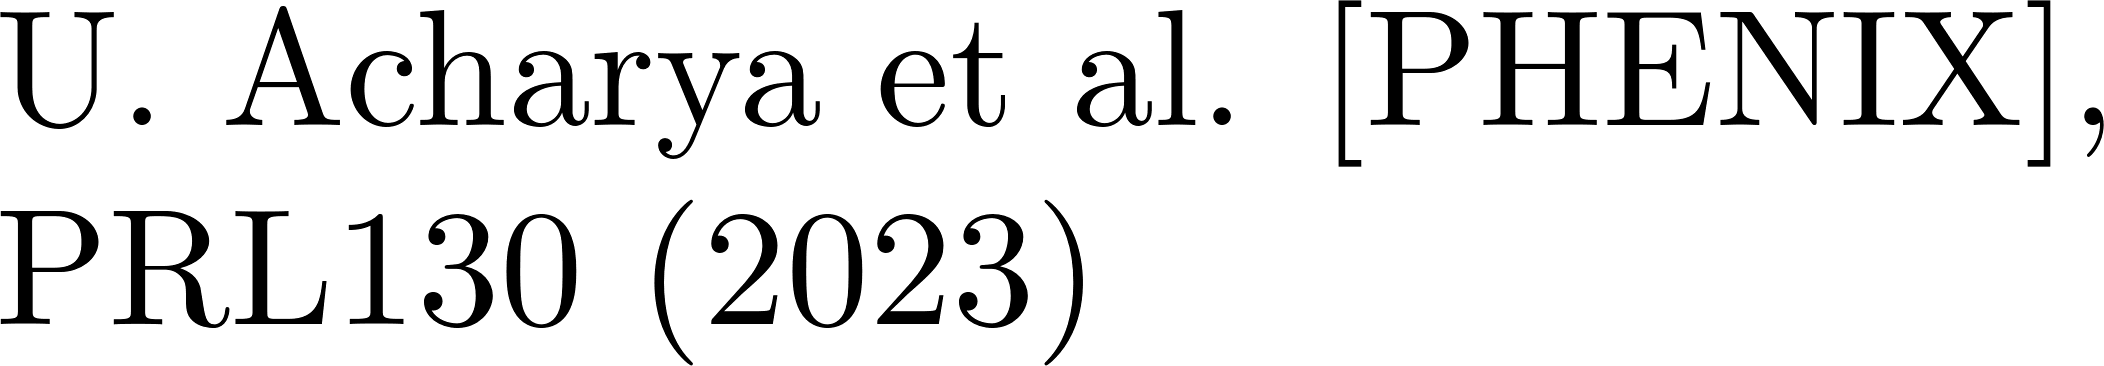 U. Acharya et al. [PHENIX],
PRL130 (2023)